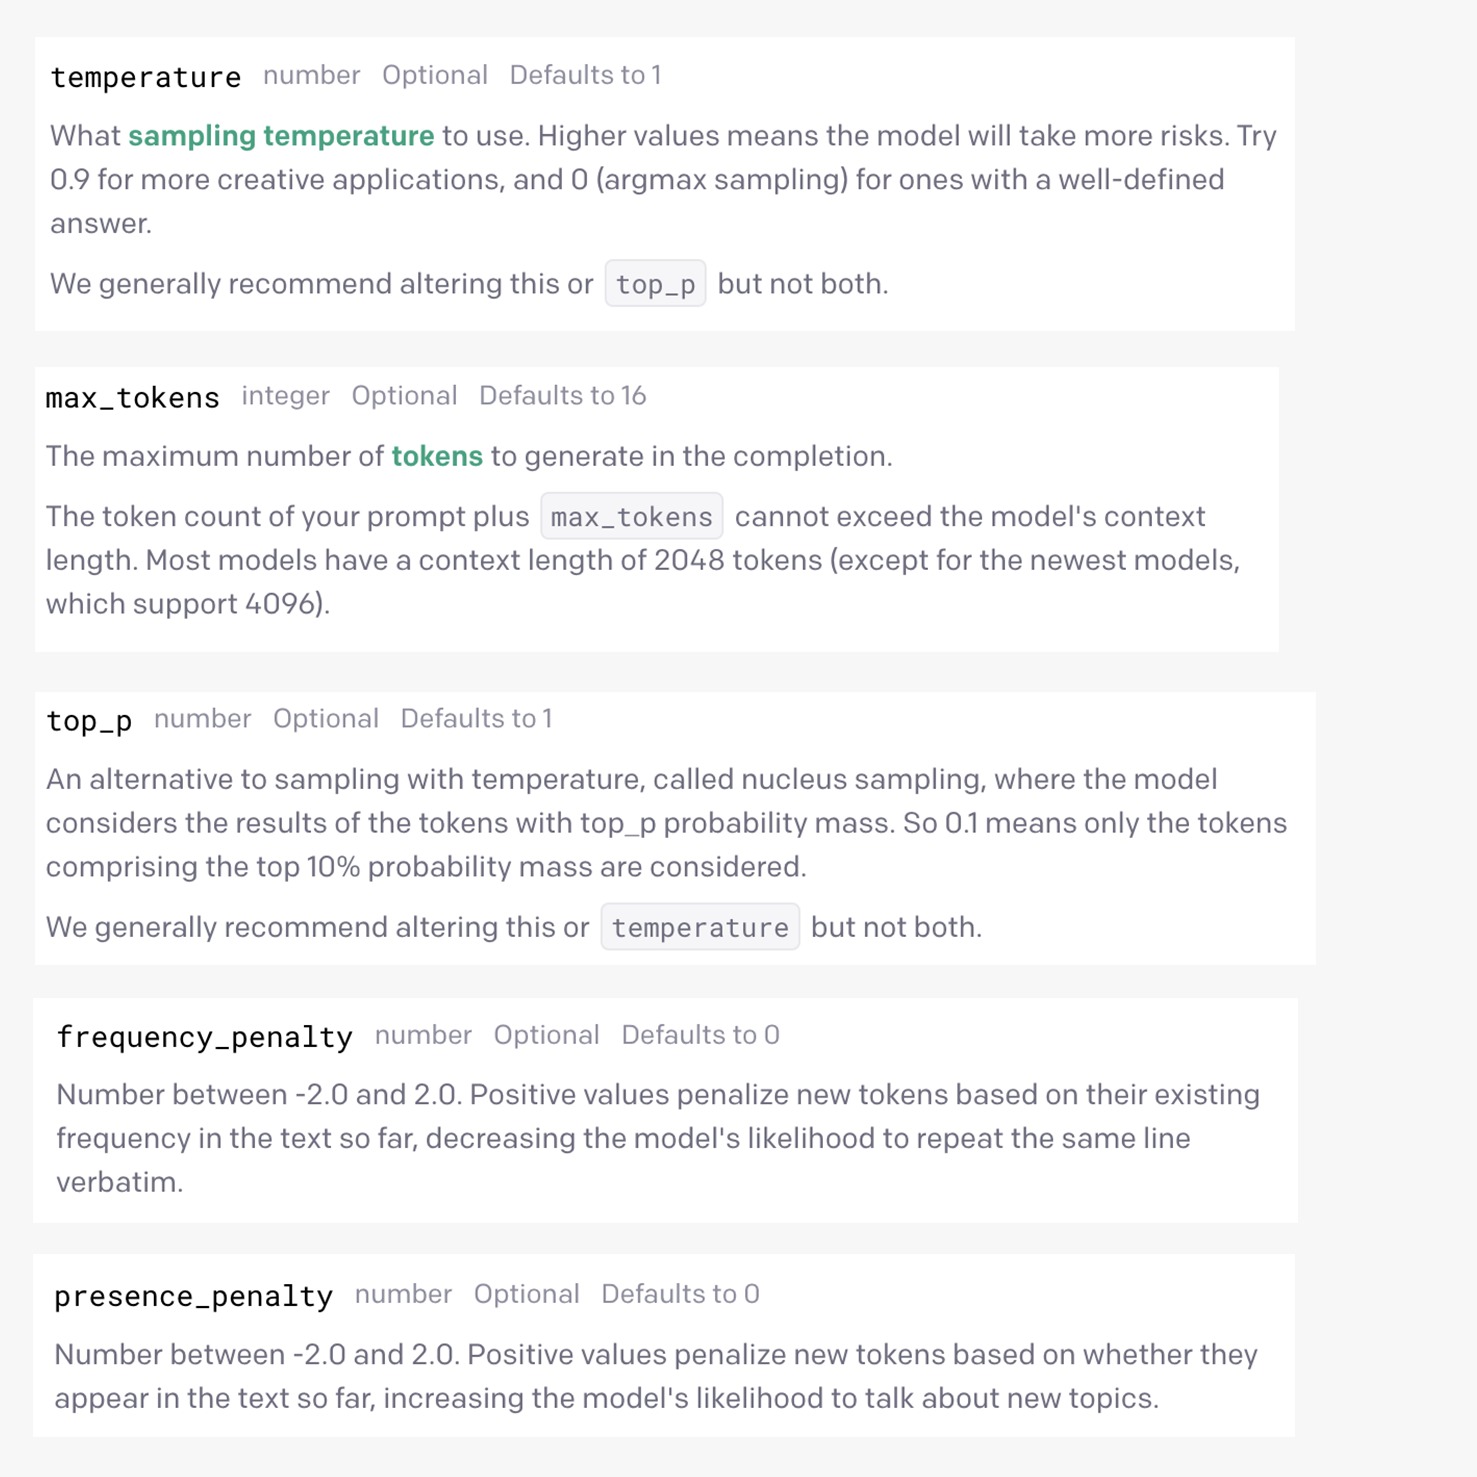 temperature number Optional Defaults to 1
What sampling temperature to use. Higher values means the model will take more risks. Try
0.9 for more creative applications, and 0 (argmax sampling) for ones with a well-defined
answer.
We generally recommend altering this or top_p but not both.
max_tokens integer Optional Defaults to 16
The maximum number of tokens to generate in the completion.
The token count of your prompt plus max_tokens cannot exceed the model's context
length. Most models have a context length of 2048 tokens (except for the newest models,
which support 4096).
top_p number Optional Defaults to 1
An alternative to sampling with temperature, called nucleus sampling, where the model
considers the results of the tokens with top_p probability mass. So 0.1 means only the tokens
comprising the top 10% probability mass are considered.
We generally recommend altering this or temperature but not both.
frequency_penalty number Optional Defaults to 0
Number between -2.0 and 2.0. Positive values penalize new tokens based on their existing
frequency in the text so far, decreasing the model's likelihood to repeat the same line
verbatim.
presence_penalty number Optional Defaults to 0
Number between -2.0 and 2.0. Positive values penalize new tokens based on whether they
appear in the text so far, increasing the model's likelihood to talk about new topics.